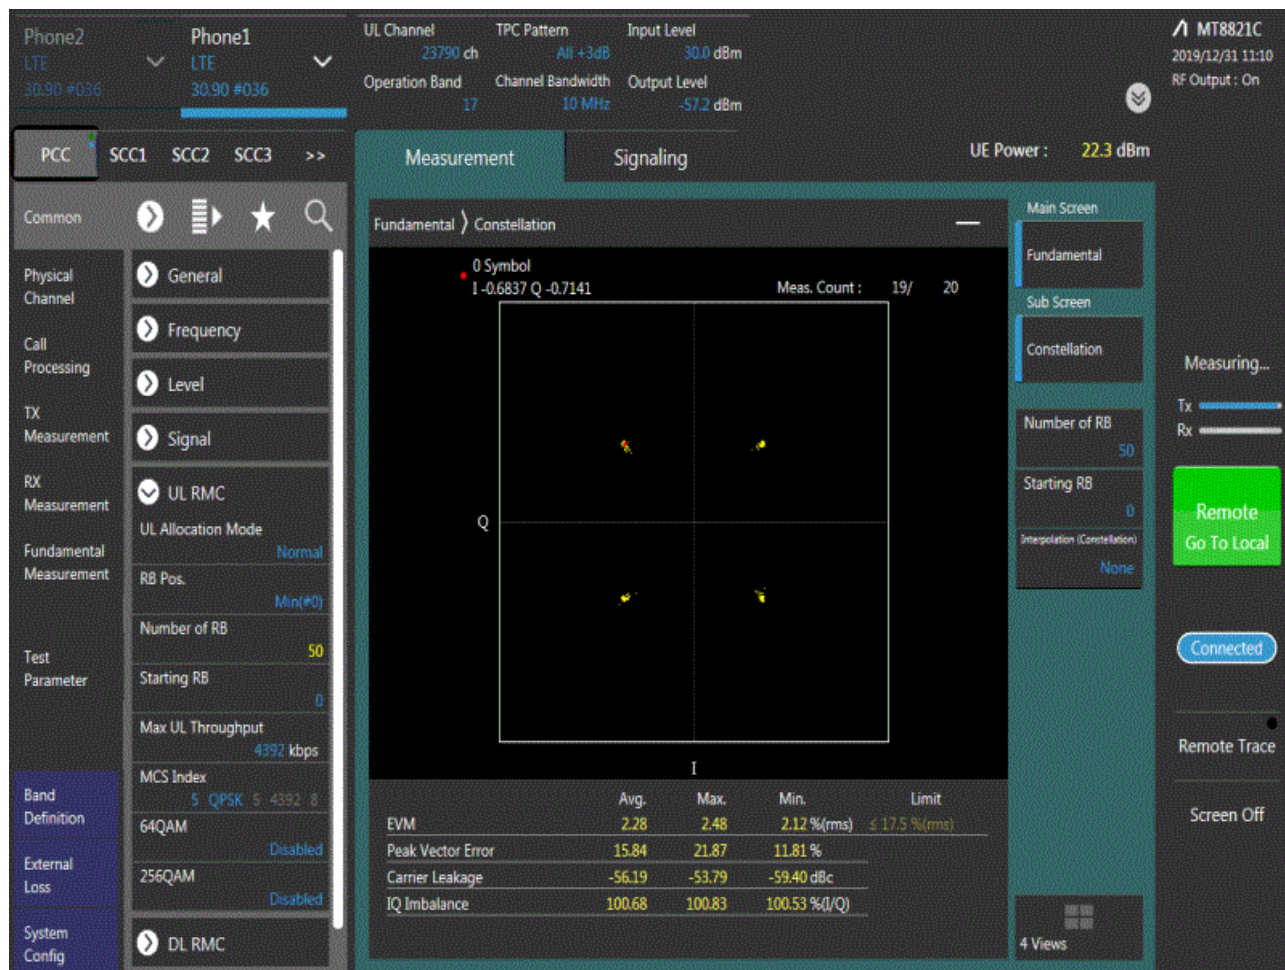 Phone2
LTE
30.90 #036
Phone1
LTE
30.90 #036
UL Channel
23790 ch
TPC Pattern
All +3dB
Input Level
30.0 dBm
Operation Band
17
Channel Bandwidth
10 MHz
Output Level
-57.2 dBm
MT8821C
2019/12/31 11:10
RF Output : On
PCC SCC1 SCC2 SCC3 >>
Measurement
Signaling
UE Power : 22.3 dBm
Common
Physical
Channel
Call
Processing
TX
Measurement
RX
Measurement
Fundamental
Measurement
Test
Parameter
Band
Definition
External
Loss
System
Config
General
Frequency
Level
Signal
UL RMC
UL Allocation Mode
Normal
RB Pos.
Min(#0)
Number of RB
50
Starting RB
0
Max UL Throughput
4392 kbps
MCS Index
5 QPSK 5 4392 8
64QAM
Disabled
256QAM
Disabled
DL RMC
Fundamental > Constellation
0 Symbol
I -0.6837 Q -0.7141
Meas. Count : 19/ 20
Q
I
Avg. Max. Min. Limit
EVM 2.28 2.48 2.12 %(rms) ≤ 17.5 %(rms)
Peak Vector Error 15.84 21.87 11.81 %
Carrier Leakage -56.19 -53.79 -59.40 dBc
IQ Imbalance 100.68 100.83 100.53 %(I/Q)
Main Screen
Fundamental
Sub Screen
Constellation
Number of RB
50
Starting RB
0
Interpolation (Constellation)
None
4 Views
Measuring...
Tx
Rx
Remote
Go To Local
Connected
Remote Trace
Screen Off